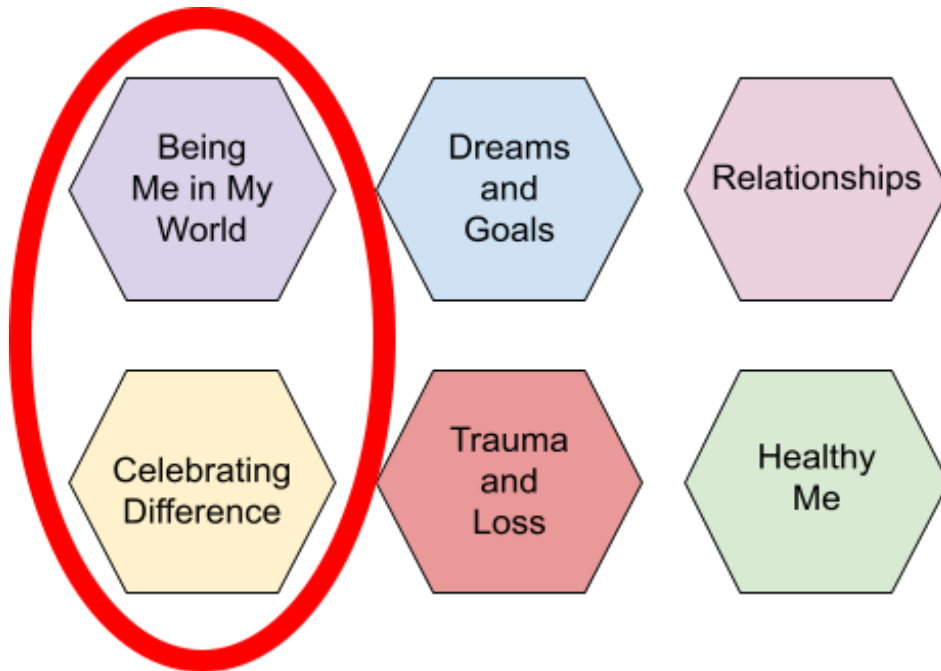 Being
Me in My
World
Dreams
and
Goals
Relationships
Celebrating
Difference
Trauma
and
Loss
Healthy
Me